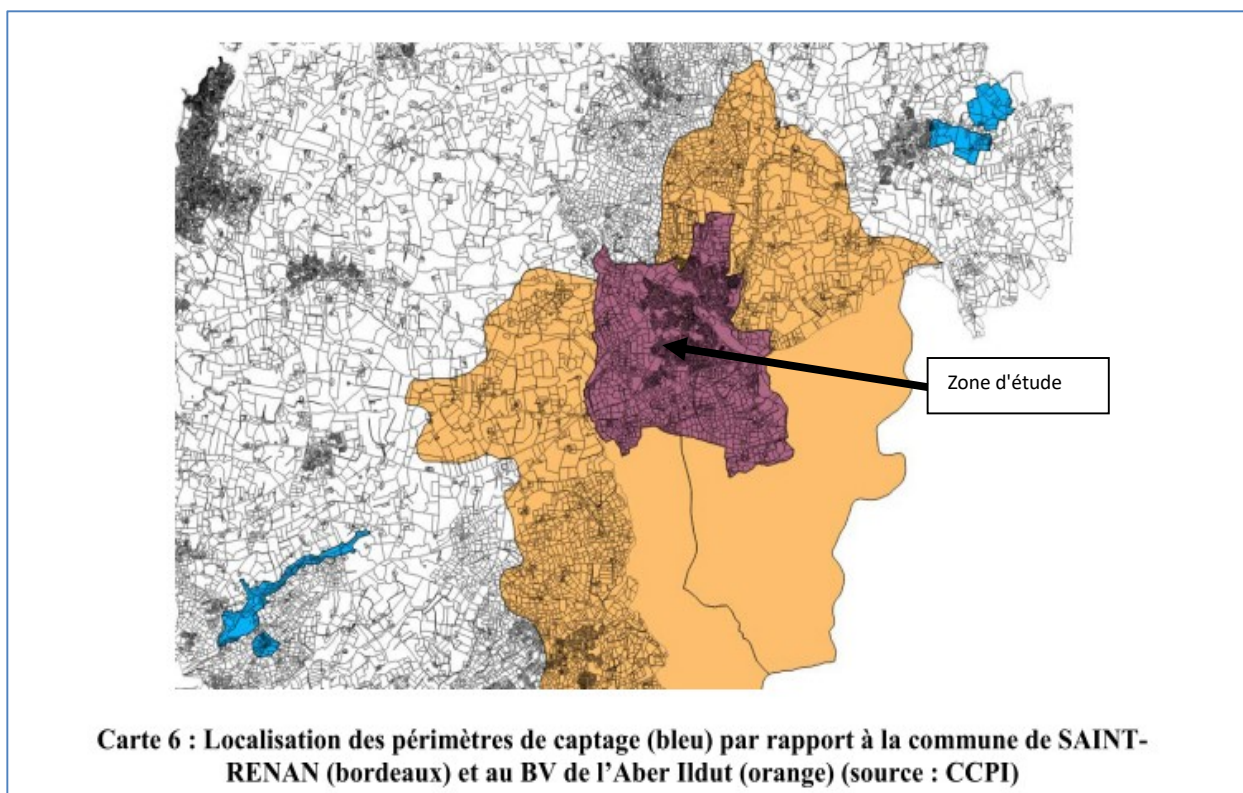 Zone d'étude
Carte 6 : Localisation des périmètres de captage (bleu) par rapport à la commune de SAINT-
RENAN (bordeaux) et au BV de l’Aber Ildut (orange) (source : CCPI)